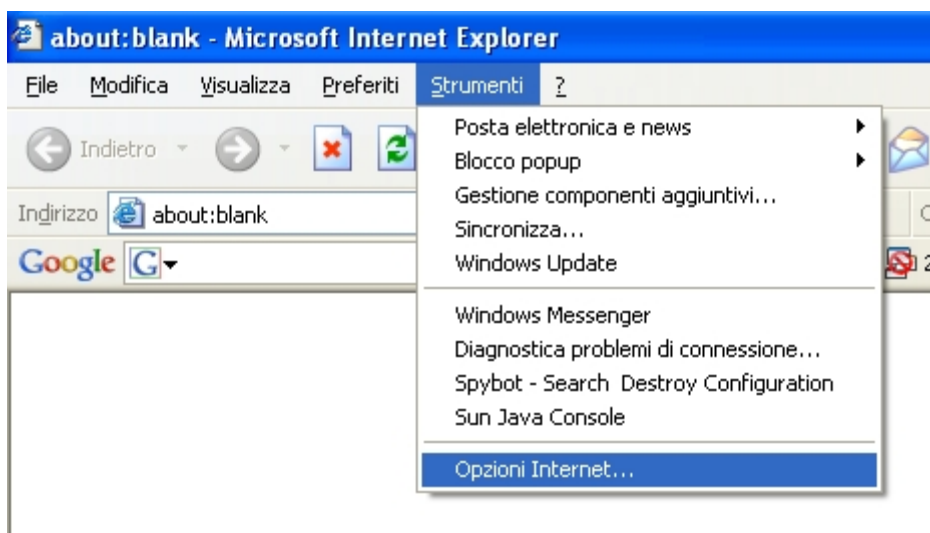 about:blank - Microsoft Internet Explorer
File Modifica Visualizza Preferiti Strumenti ?
Indietro
Indirizzo about:blank
Google G 2
Posta elettronica e news
Blocco popup
Gestione componenti aggiuntivi...
Sincronizza...
Windows Update
Windows Messenger
Diagnostica problemi di connessione...
Spybot - Search Destroy Configuration
Sun Java Console
Opzioni Internet...